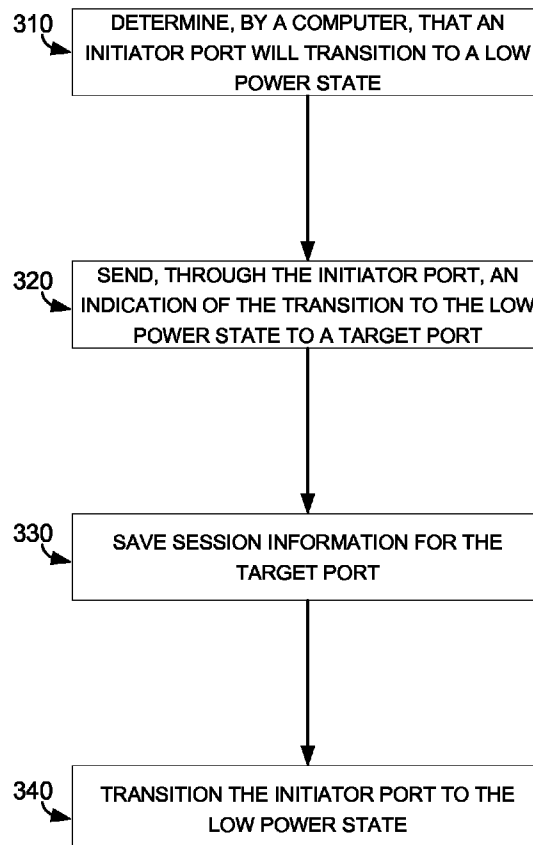 310
DETERMINE, BY A COMPUTER, THAT AN
INITIATOR PORT WILL TRANSITION TO A LOW
POWER STATE
320
SEND, THROUGH THE INITIATOR PORT, AN
INDICATION OF THE TRANSITION TO THE LOW
POWER STATE TO A TARGET PORT
330
SAVE SESSION INFORMATION FOR THE
TARGET PORT
340
TRANSITION THE INITIATOR PORT TO THE
LOW POWER STATE